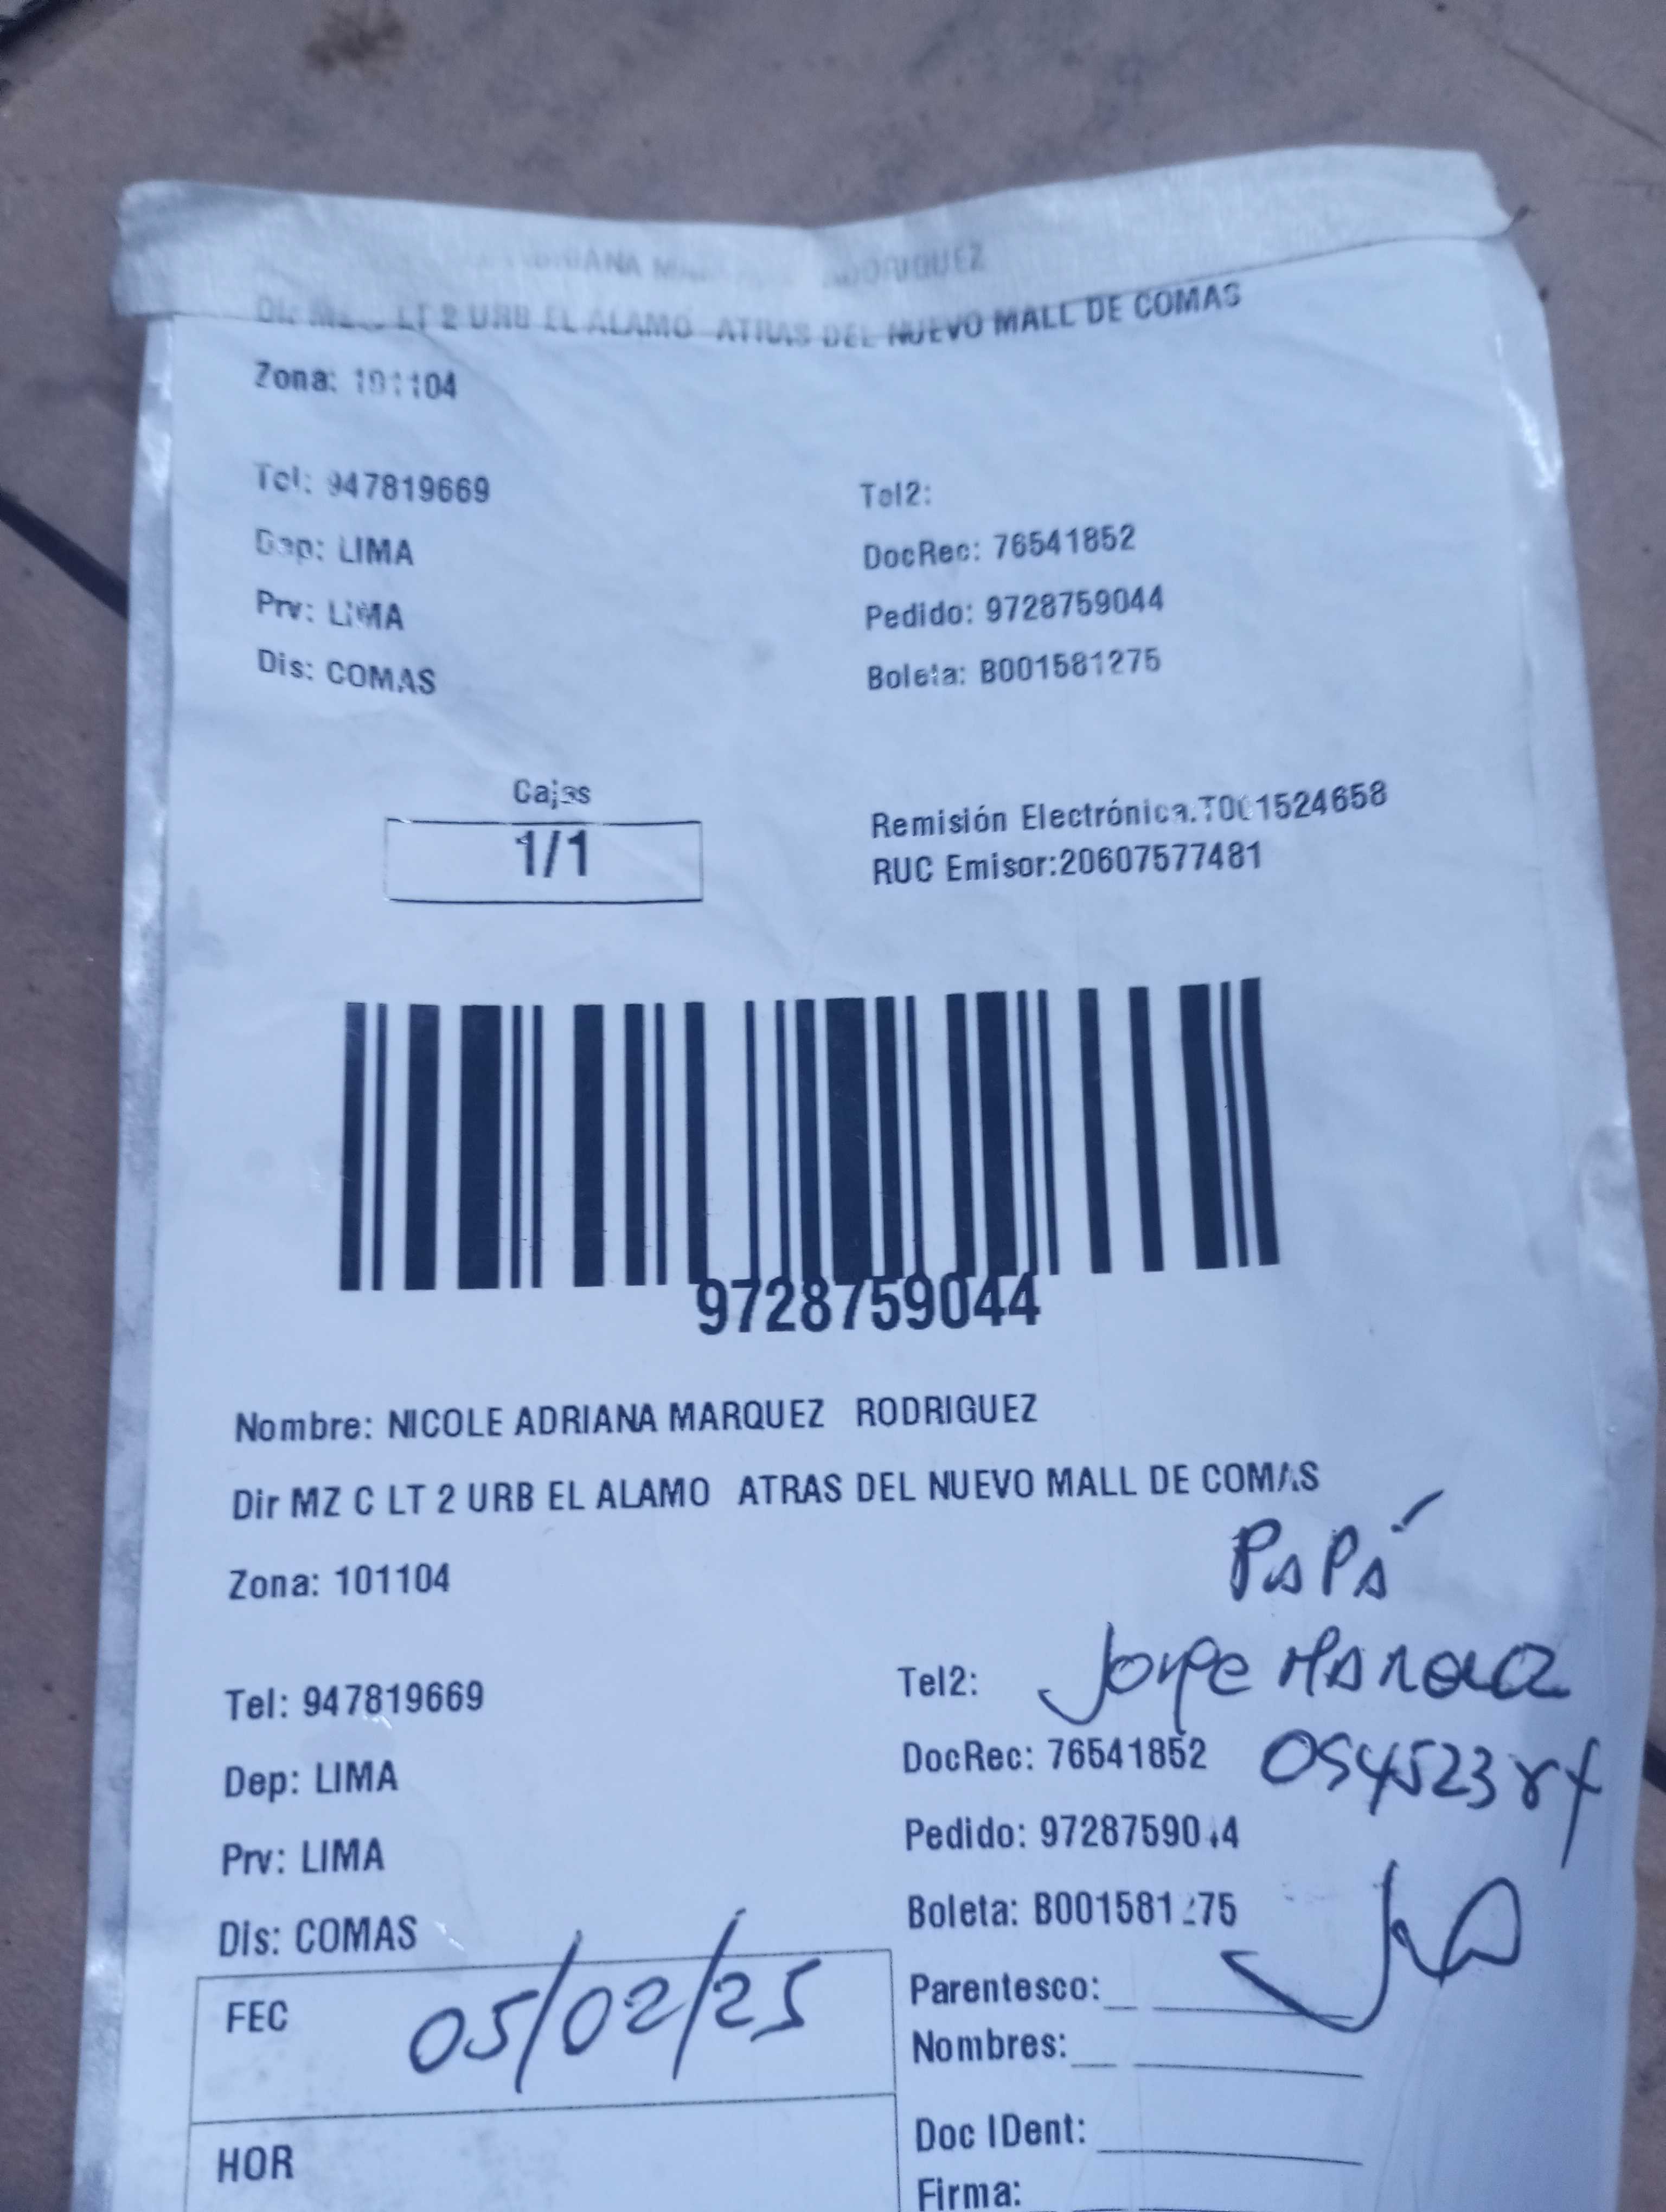 DRIANA MARQUEZ RODRIGUEZ
Dir MZ C LT 2 URB EL ALAMO ATRAS DEL NUEVO MALL DE COMAS
Zona: 101104
Tel: 947819669 Tel2:
Dep: LIMA DocRec: 76541852
Prv: LIMA Pedido: 9728759044
Dis: COMAS Boleta: B001581275
Cajas
1/1
Remisión Electrónica.T001524658
RUC Emisor:20607577481
9728759044
Nombre: NICOLE ADRIANA MARQUEZ RODRIGUEZ
Dir MZ C LT 2 URB EL ALAMO ATRAS DEL NUEVO MALL DE COMAS
PAPÁ
Zona: 101104
Tel: 947819669 Tel2: Jorge
Dep: LIMA DocRec: 76541852
Prv: LIMA Pedido: 9728759044
Dis: COMAS Boleta: B001581275
FEC 05/02/25
Parentesco:
Nombres:
HOR
Doc IDent:
Firma: